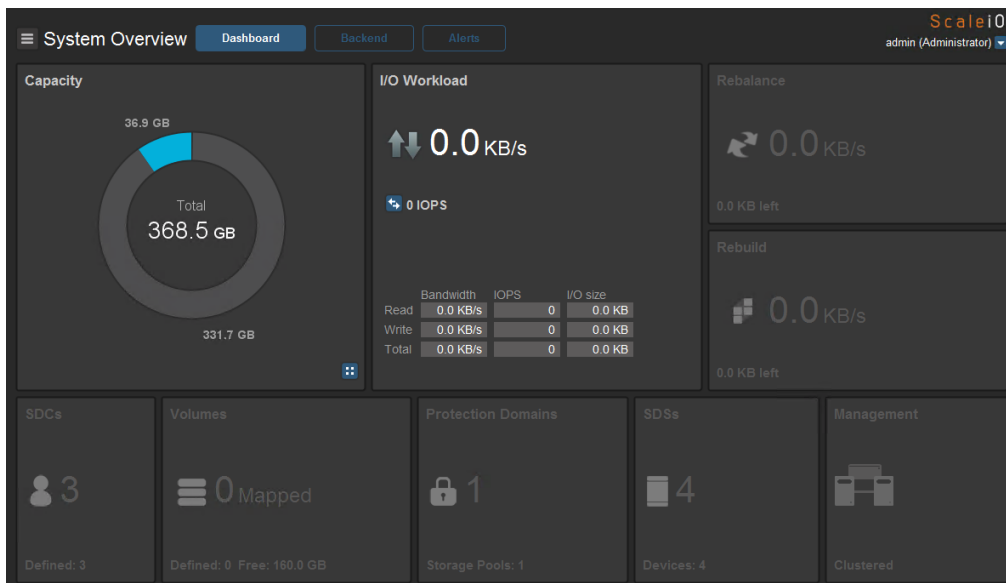 ScaleiO
System Overview Dashboard Backend Alerts
admin (Administrator)
Capacity
36.9 GB
Total
368.5 GB
331.7 GB
I/O Workload
0.0 KB/s
0 IOPS
Bandwidth IOPS I/O size
Read 0.0 KB/s 0 0.0 KB
Write 0.0 KB/s 0 0.0 KB
Total 0.0 KB/s 0 0.0 KB
Rebalance
0.0 KB/s
0.0 KB left
Rebuild
0.0 KB/s
0.0 KB left
SDCs
3
Defined: 3
Volumes
0 Mapped
Defined: 0 Free: 160.0 GB
Protection Domains
1
Storage Pools: 1
SDSs
4
Devices: 4
Management
Clustered